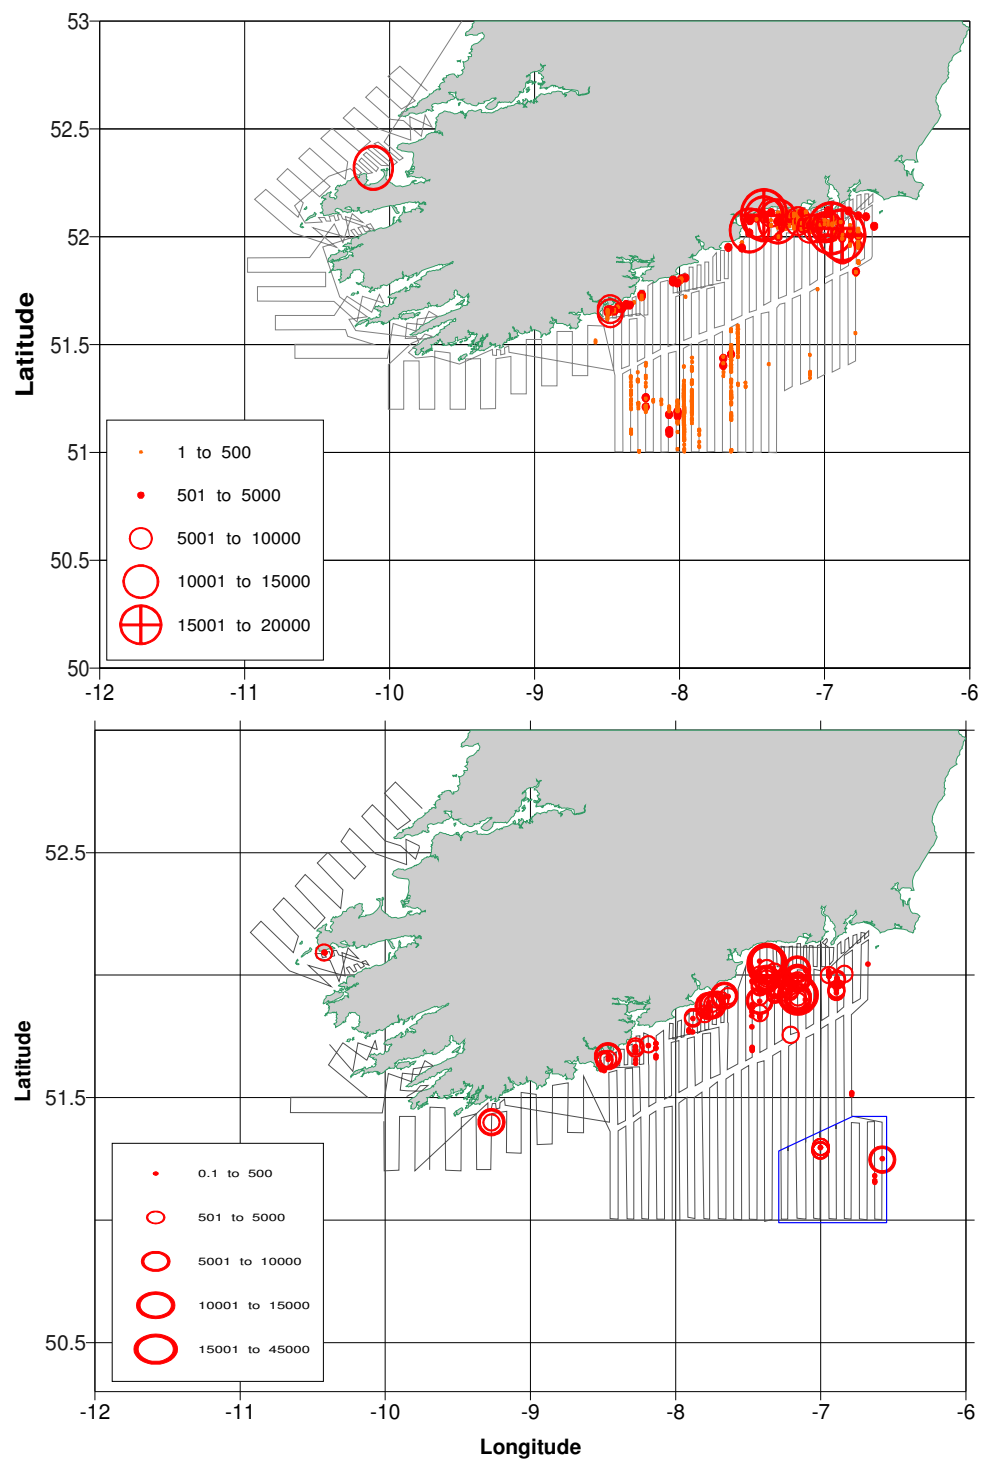 53
52.5
52
51.5
51
50.5
50
Latitude
1 to 500
501 to 5000
5001 to 10000
10001 to 15000
15001 to 20000
-12 -11 -10 -9 -8 -7 -6
52.5
51.5
50.5
Latitude
0.1 to 500
501 to 5000
5001 to 10000
10001 to 15000
15001 to 45000
-12 -11 -10 -9 -8 -7 -6
Longitude